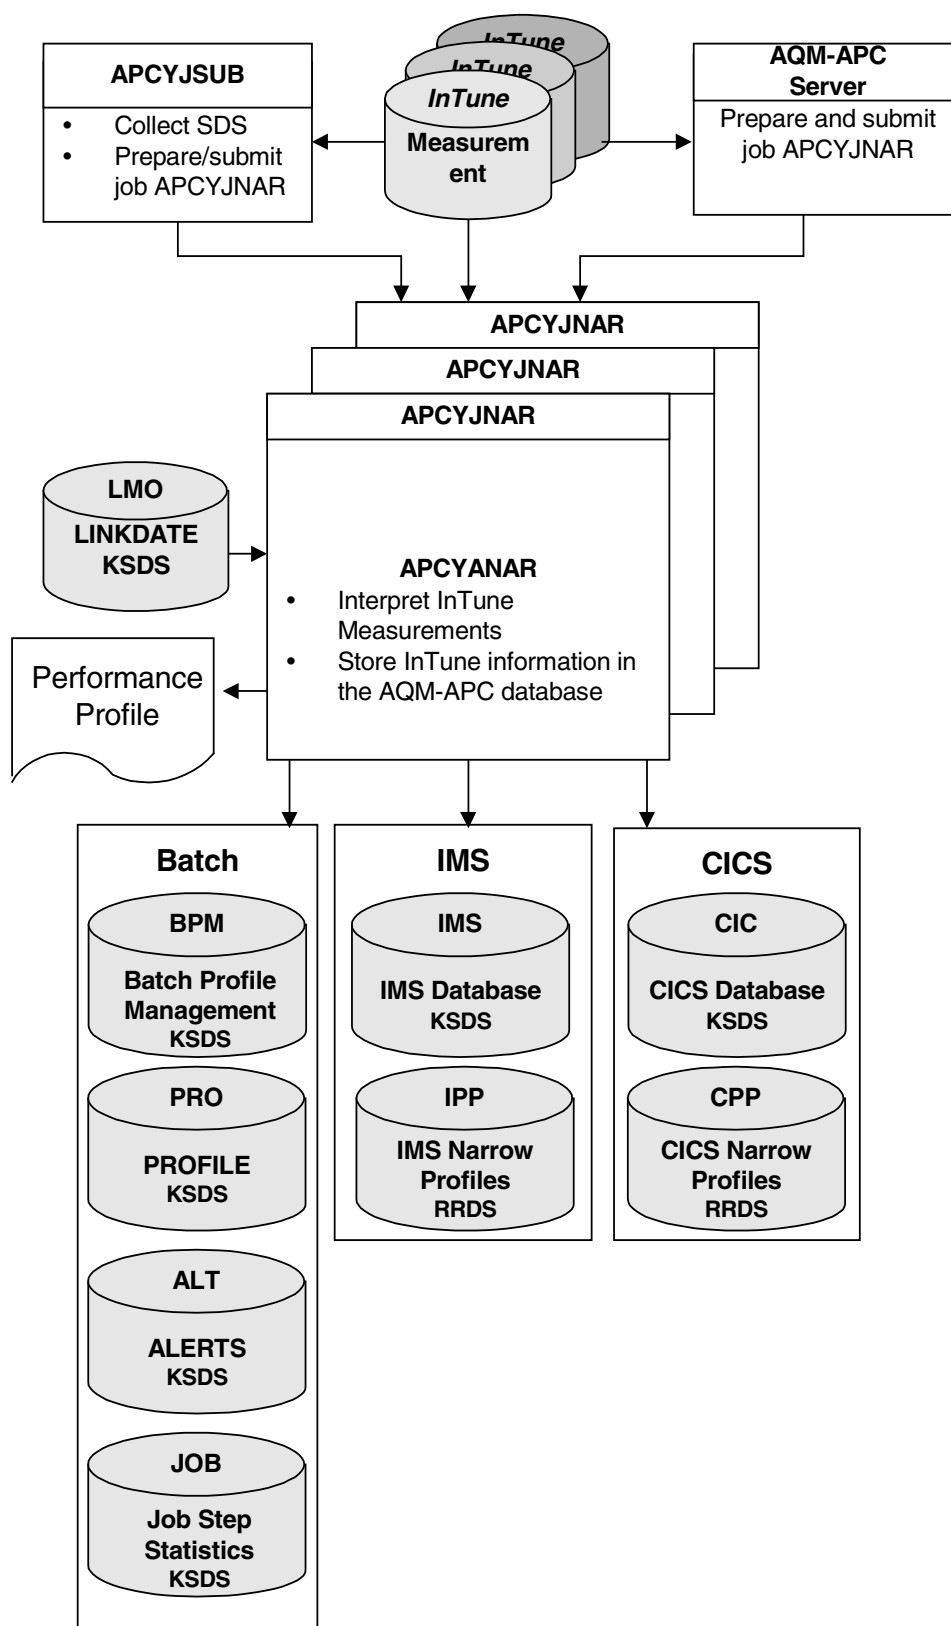 APCYJSUB
• Collect SDS
• Prepare/submit
job APCYJNAR
InTune
InTune
InTune
Measurem
ent
AQM-APC
Server
Prepare and submit
job APCYJNAR
APCYJNAR
APCYJNAR
APCYJNAR
LMO
LINKDATE
KSDS
APCYANAR
• Interpret InTune
Measurements
• Store InTune information in
the AQM-APC database
Performance
Profile
Batch
BPM
Batch Profile
Management
KSDS
PRO
PROFILE
KSDS
ALT
ALERTS
KSDS
JOB
Job Step
Statistics
KSDS
IMS
IMS
IMS Database
KSDS
IPP
IMS Narrow
Profiles
RRDS
CICS
CIC
CICS Database
KSDS
CPP
CICS Narrow
Profiles
RRDS